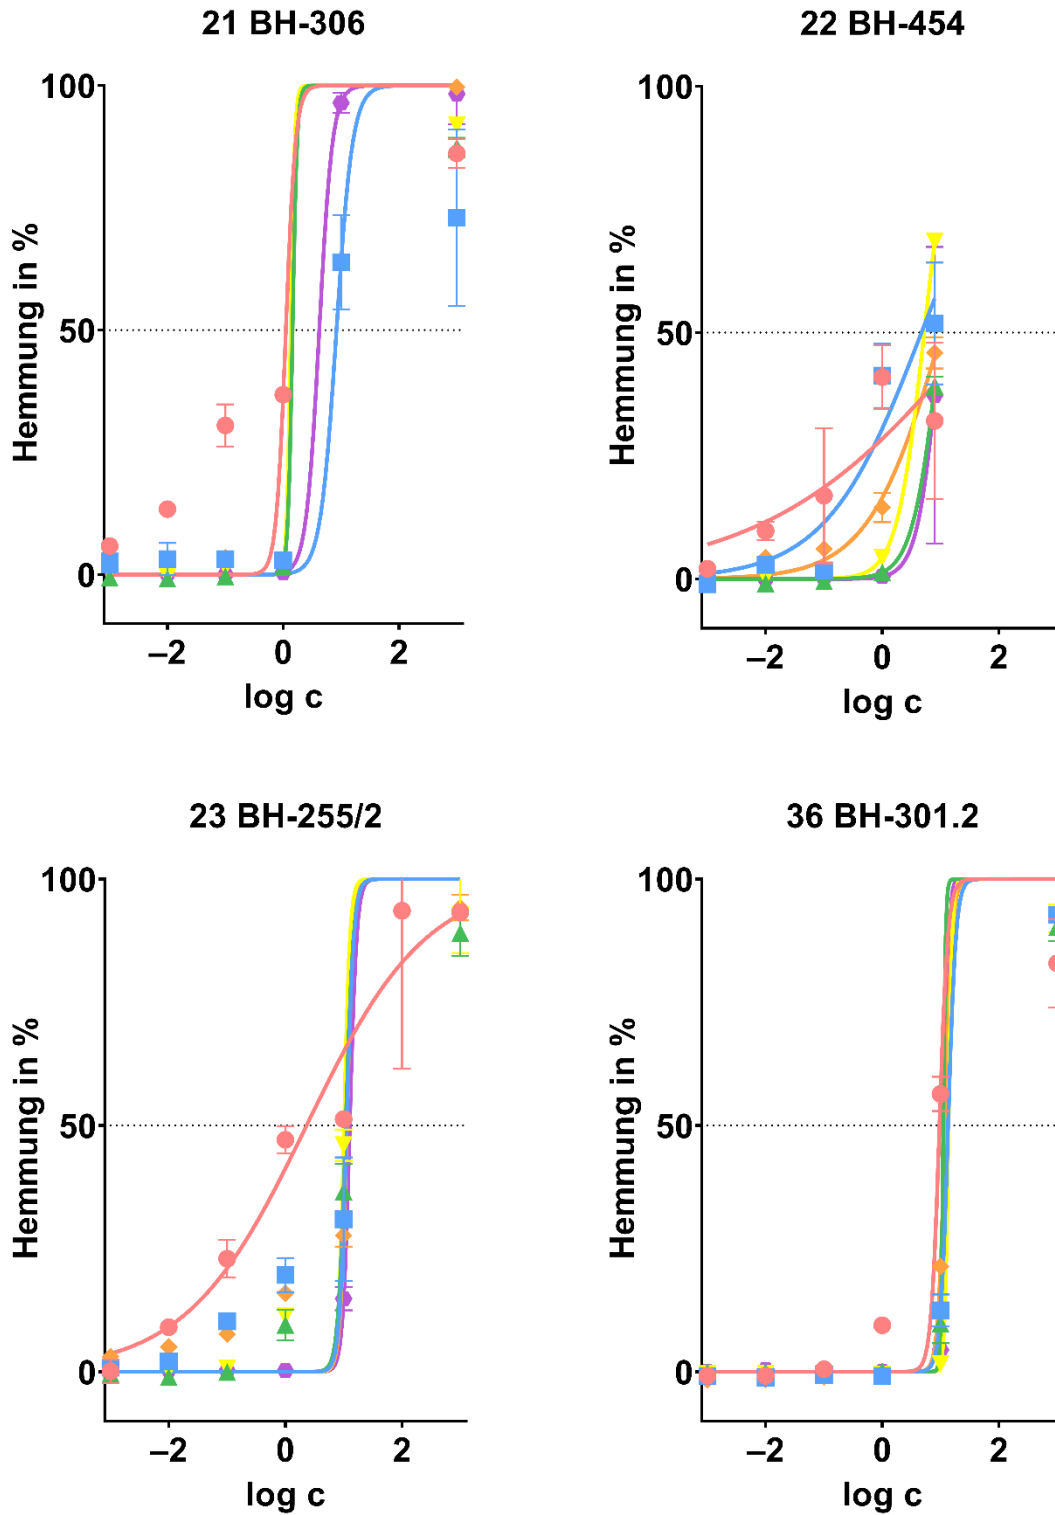 21 BH-306
100
50
0
Hemmung in %
–2 0 2
log c
22 BH-454
100
50
0
Hemmung in %
–2 0 2
log c
23 BH-255/2
100
50
0
Hemmung in %
–2 0 2
log c
36 BH-301.2
100
50
0
Hemmung in %
–2 0 2
log c